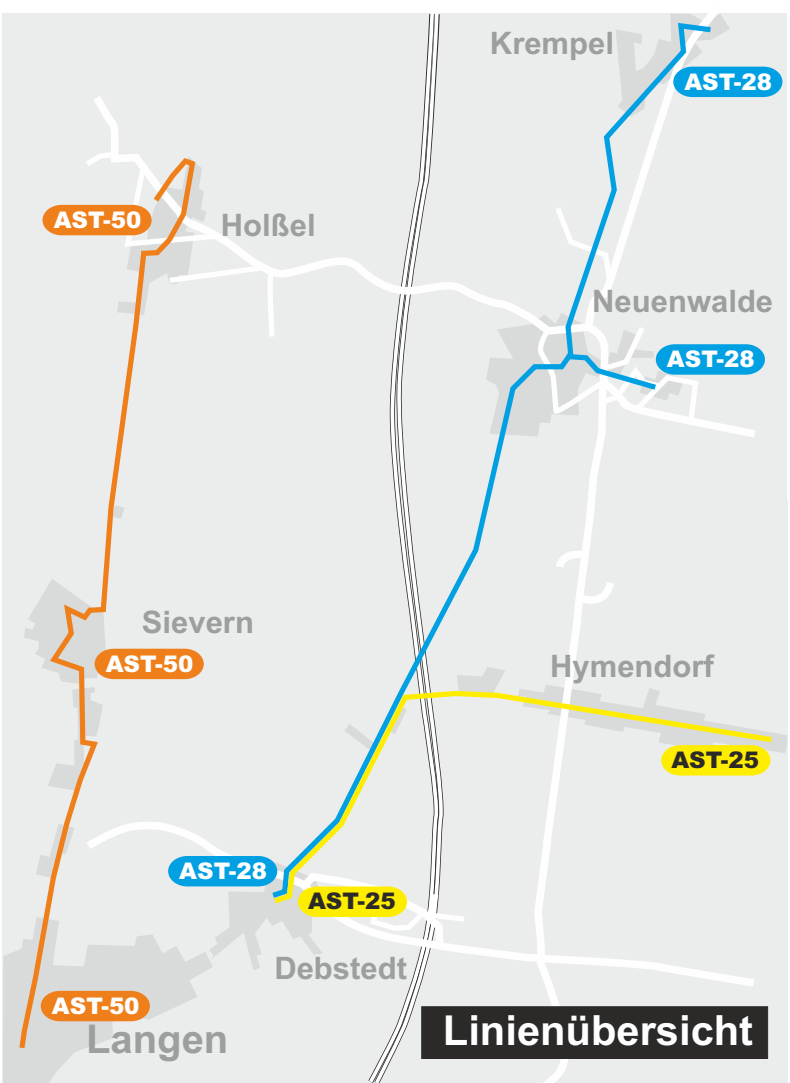 Krempel
AST-28
AST-50
Holßel
Neuenwalde
AST-28
Sievern
AST-50
Hymendorf
AST-25
AST-28
AST-25
Debstedt
AST-50
Langen
Linienübersicht